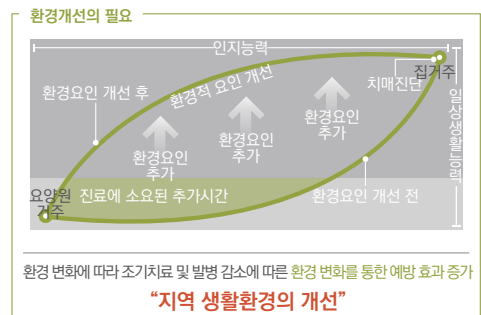 환경개선의 필요
인지능력
집거주
치매진단
환경적 요인 개선
환경요인 개선 후
일상생활능력
환경요인
추가
환경요인
추가
환경요인
추가
요양원
거주
진료에 소요된 추가시간
환경요인 개선 전
환경 변화에 따라 조기치료 및 발병 감소에 따른 환경 변화를 통한 예방 효과 증가
“지역 생활환경의 개선”